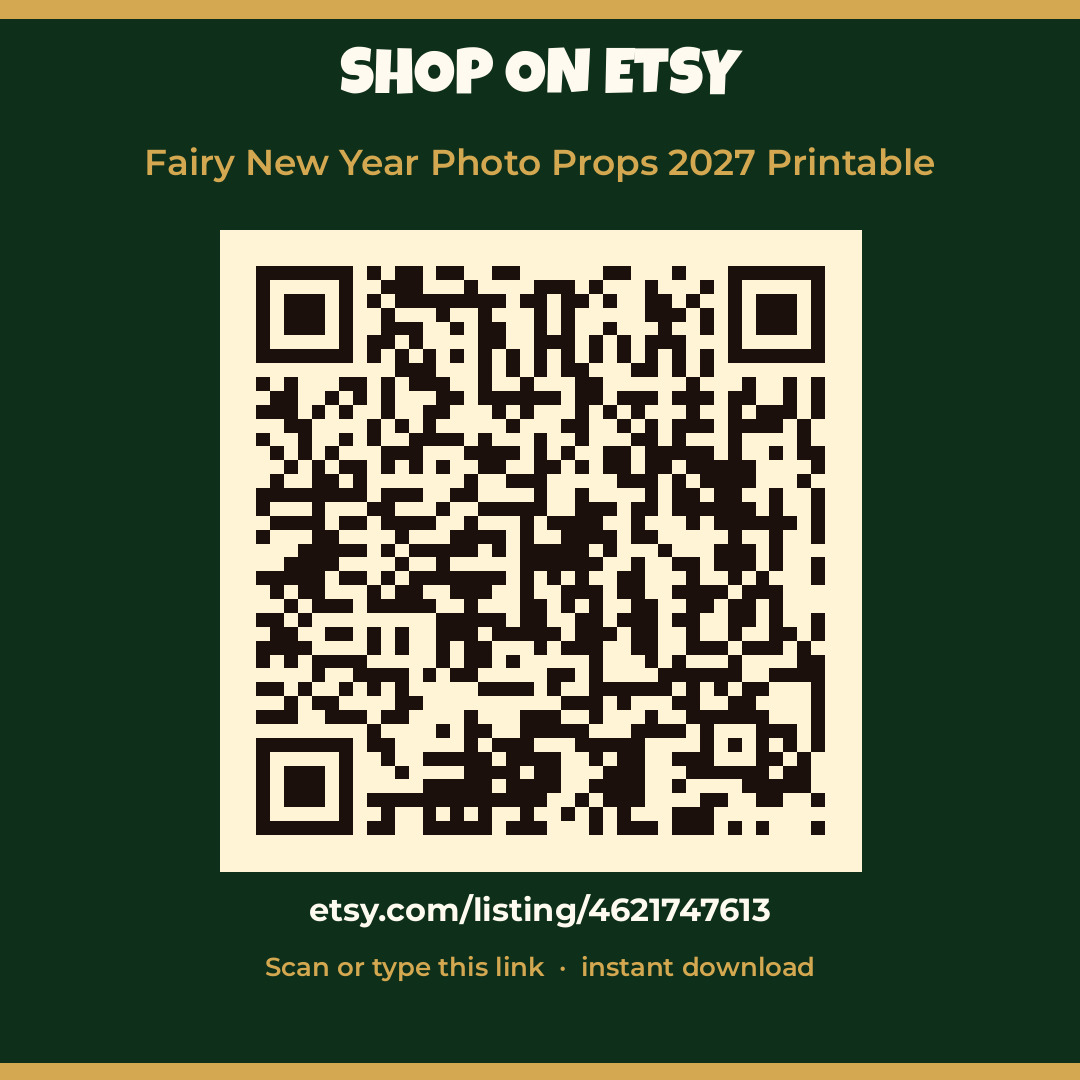 SHOP ON ETSY
Fairy New Year Photo Props 2027 Printable
etsy.com/listing/4621747613
Scan or type this link · instant download